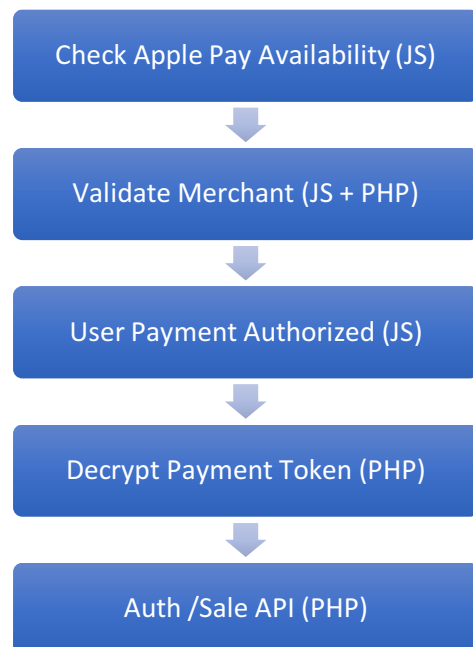 Check Apple Pay Availability (JS)
Validate Merchant (JS + PHP)
User Payment Authorized (JS)
Decrypt Payment Token (PHP)
Auth /Sale API (PHP)